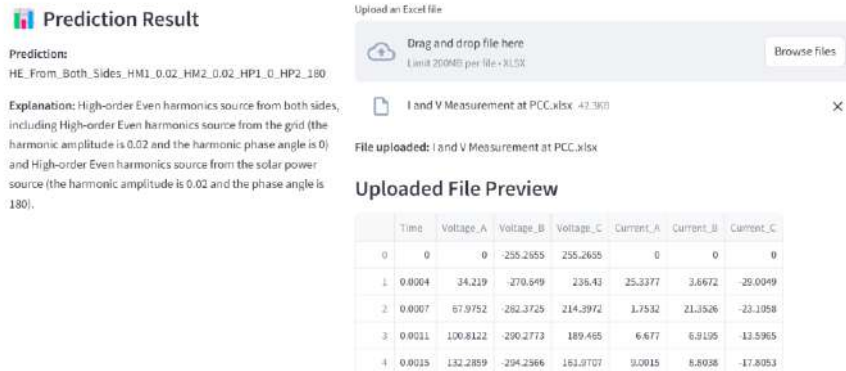 Prediction Result
Prediction:
HE_From_Both_Sides_HM1_0.02_HM2_0.02_HP1_0_HP2_180
Explanation: High-order Even harmonics source from both sides,
including High-order Even harmonics source from the grid (the
harmonic amplitude is 0.02 and the harmonic phase angle is 0)
and High-order Even harmonics source from the solar power
source (the harmonic amplitude is 0.02 and the phase angle is
180).
Upload an Excel file
Drag and drop file here
Limit 200MB per file • XLSX
Browse files
I and V Measurement at PCC.xlsx 42.3KB
File uploaded: I and V Measurement at PCC.xlsx
Uploaded File Preview
Time Voltage_A Voltage_B Voltage_C Current_A Current_B Current_C
0 0 0 -255.2655 255.2655 0 0 0
1 0.0004 34.219 -270.649 236.43 25.3377 3.6672 -29.0049
2 0.0007 67.9752 -282.3725 214.3972 1.7532 21.3526 -23.1058
3 0.0011 100.8122 -290.2773 189.465 6.677 6.9195 -13.5965
4 0.0015 132.2859 -294.2566 161.9707 9.0015 8.8038 -17.8053